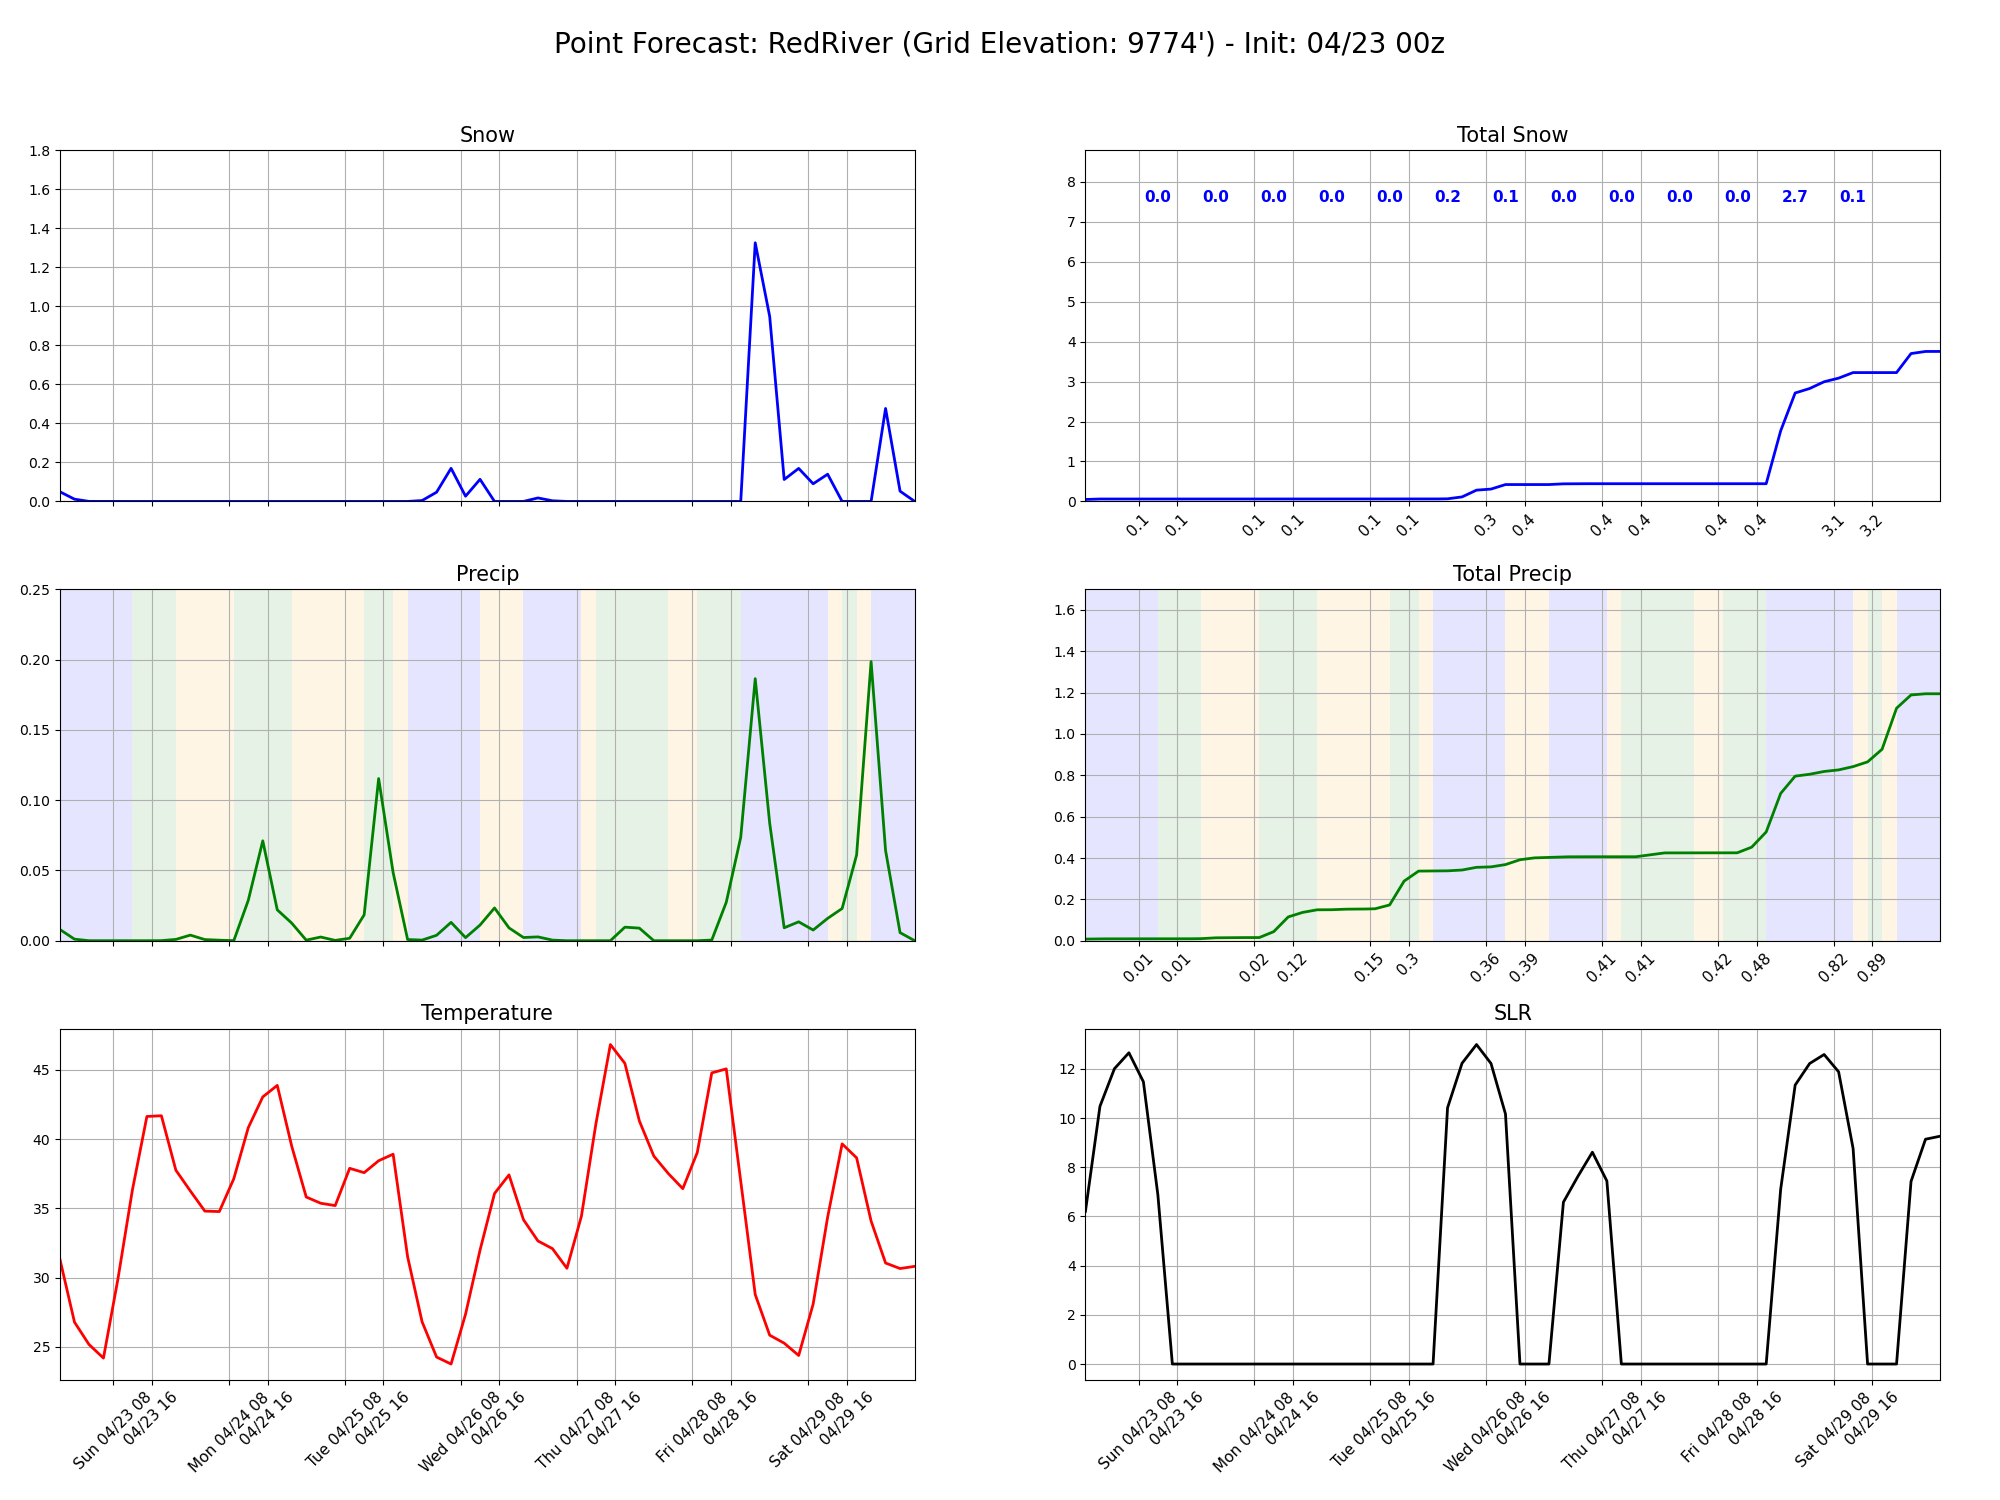 Point Forecast: RedRiver (Grid Elevation: 9774') - Init: 04/23 00z
Snow
1.8
1.6
1.4
1.2
1.0
0.8
0.6
0.4
0.2
0.0
Total Snow
8
7
6
5
4
3
2
1
0
0.0 0.0 0.0 0.0 0.0 0.2 0.1 0.0 0.0 0.0 0.0 2.7 0.1
0.1 0.1 0.1 0.1 0.1 0.1 0.3 0.4 0.4 0.4 0.4 0.4 3.1 3.2
Precip
0.25
0.20
0.15
0.10
0.05
0.00
Total Precip
1.6
1.4
1.2
1.0
0.8
0.6
0.4
0.2
0.0
0.01 0.01 0.02 0.12 0.15 0.3 0.36 0.39 0.41 0.41 0.42 0.48 0.82 0.89
Temperature
45
40
35
30
25
Sun 04/23 08
04/23 16
Mon 04/24 08
04/24 16
Tue 04/25 08
04/25 16
Wed 04/26 08
04/26 16
Thu 04/27 08
04/27 16
Fri 04/28 08
04/28 16
Sat 04/29 08
04/29 16
SLR
12
10
8
6
4
2
0
Sun 04/23 08
04/23 16
Mon 04/24 08
04/24 16
Tue 04/25 08
04/25 16
Wed 04/26 08
04/26 16
Thu 04/27 08
04/27 16
Fri 04/28 08
04/28 16
Sat 04/29 08
04/29 16